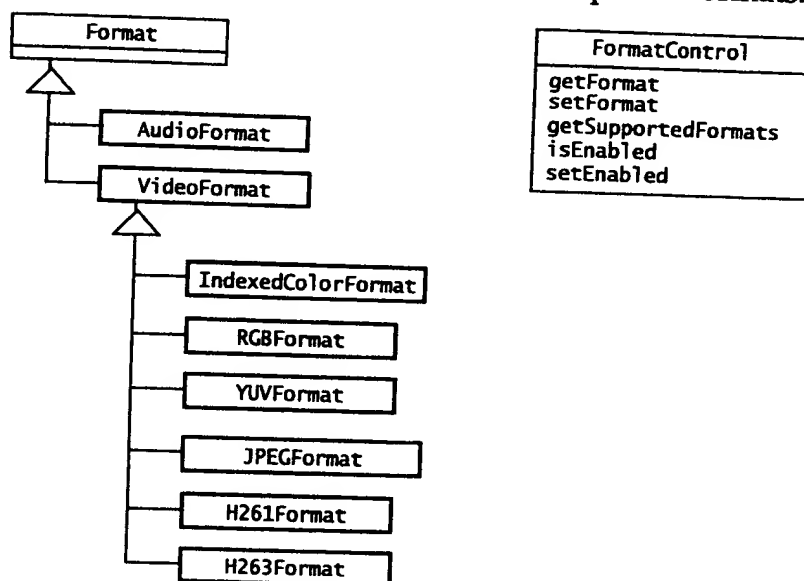 Format
AudioFormat
VideoFormat
IndexedColorFormat
RGBFormat
YUVFormat
JPEGFormat
H261Format
H263Format
FormatControl
getFormat
setFormat
getSupportedFormats
isEnabled
setEnabled